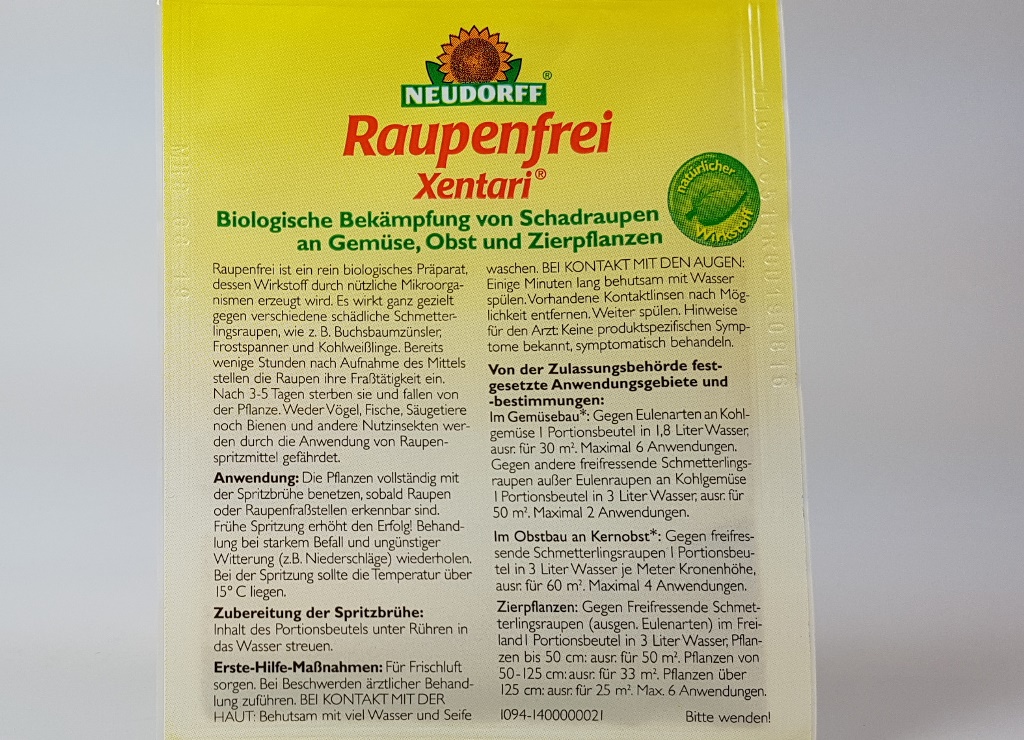 NEUDORFF®
Raupenfrei
Xentari®
natürlicher
Wirkstoff
Biologische Bekämpfung von Schadraupen
an Gemüse, Obst und Zierpflanzen
Raupenfrei ist ein rein biologisches Präparat,
dessen Wirkstoff durch nützliche Mikroorga-
nismen erzeugt wird. Es wirkt ganz gezielt
gegen verschiedene schädliche Schmetter-
lingsraupen, wie z. B. Buchsbaumzünsler,
Frostspanner und Kohlweißlinge. Bereits
wenige Stunden nach Aufnahme des Mittels
stellen die Raupen ihre Fraßtätigkeit ein.
Nach 3-5 Tagen sterben sie und fallen von
der Pflanze. Weder Vögel, Fische, Säugetiere
noch Bienen und andere Nutzinsekten wer-
den durch die Anwendung von Raupen-
spritzmittel gefährdet.
Anwendung: Die Pflanzen vollständig mit
der Spritzbrühe benetzen, sobald Raupen
oder Raupenfraßstellen erkennbar sind.
Frühe Spritzung erhöht den Erfolg! Behand-
lung bei starkem Befall und ungünstiger
Witterung (z.B. Niederschläge) wiederholen.
Bei der Spritzung sollte die Temperatur über
15° C liegen.
Zubereitung der Spritzbrühe:
Inhalt des Portionsbeutels unter Rühren in
das Wasser streuen.
Erste-Hilfe-Maßnahmen: Für Frischluft
sorgen. Bei Beschwerden ärztlicher Behand-
lung zuführen. BEI KONTAKT MIT DER
HAUT: Behutsam mit viel Wasser und Seife
waschen. BEI KONTAKT MIT DEN AUGEN:
Einige Minuten lang behutsam mit Wasser
spülen. Vorhandene Kontaktlinsen nach Mög-
lichkeit entfernen. Weiter spülen. Hinweise
für den Arzt: Keine produktspezifischen Symp-
tome bekannt, symptomatisch behandeln.
Von der Zulassungsbehörde fest-
gesetzte Anwendungsgebiete und
-bestimmungen:
Im Gemüsebau*: Gegen Eulenarten an Kohl-
gemüse 1 Portionsbeutel in 1,8 Liter Wasser,
ausr. für 30 m². Maximal 6 Anwendungen.
Gegen andere freifressende Schmetterlings-
raupen außer Eulenraupen an Kohlgemüse
1 Portionsbeutel in 3 Liter Wasser, ausr. für
50 m². Maximal 2 Anwendungen.
Im Obstbau an Kernobst*: Gegen freifres-
sende Schmetterlingsraupen 1 Portionsbeu-
tel in 3 Liter Wasser je Meter Kronenhöhe,
ausr. für 60 m². Maximal 4 Anwendungen.
Zierpflanzen: Gegen Freifressende Schmet-
terlingsraupen (ausgen. Eulenarten) im Frei-
land 1 Portionsbeutel in 3 Liter Wasser, Pflan-
zen bis 50 cm: ausr. für 50 m². Pflanzen von
50-125 cm: ausr. für 33 m². Pflanzen über
125 cm: ausr. für 25 m². Max. 6 Anwendungen.
1094-1400000021
Bitte wenden!